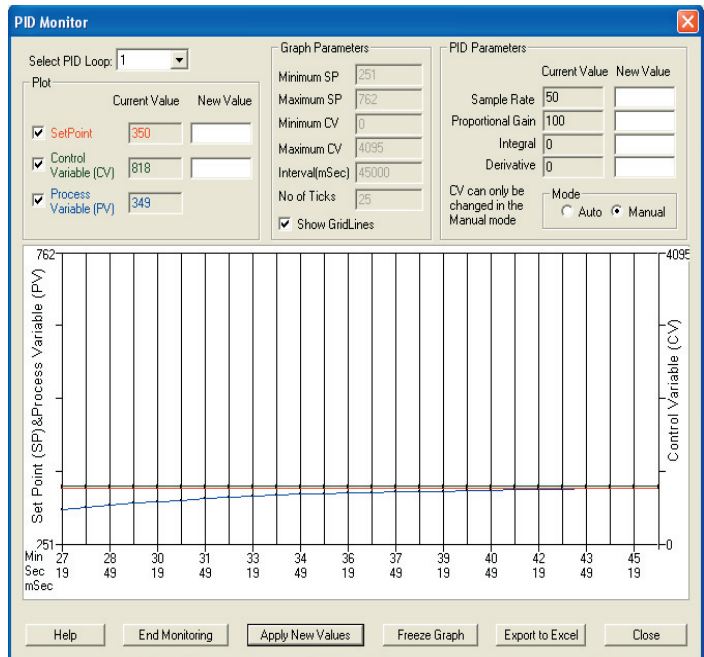 PID Monitor
Select PID Loop: 1
Plot
Current Value New Value
SetPoint 350
Control Variable (CV) 818
Process Variable (PV) 349
Graph Parameters
Minimum SP 251
Maximum SP 762
Minimum CV 0
Maximum CV 4095
Interval(mSec) 45000
No of Ticks 25
Show GridLines
PID Parameters
Current Value New Value
Sample Rate 50
Proportional Gain 100
Integral 0
Derivative 0
CV can only be
changed in the
Manual mode
Mode
Auto Manual
762
4095
Set Point (SP)&Process Variable (PV)
Control Variable (CV)
251
0
Min 27 28 30 31 33 34 36 37 39 40 42 43 45
Sec 19 49 19 49 19 49 19 49 19 49 19 49 19
mSec
Help End Monitoring Apply New Values Freeze Graph Export to Excel Close